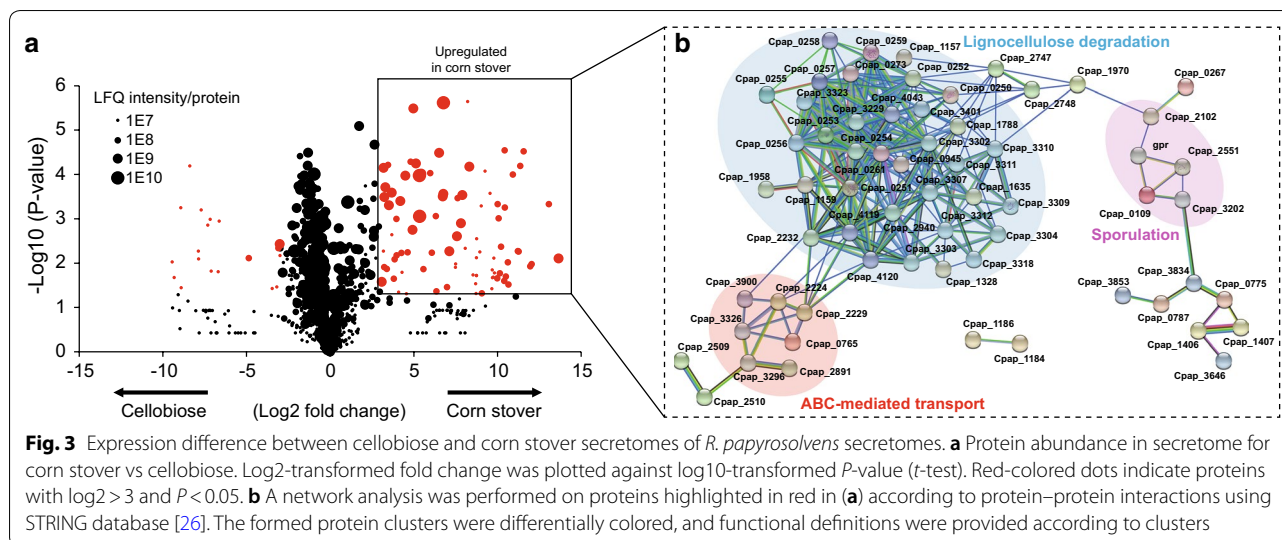 a
Upregulated
in corn stover
LFQ intensity/protein
1E7
1E8
1E9
1E10
-Log10 (P-value)
6
5
4
3
2
1
0
-15
-10
-5
0
5
10
15
Cellobiose
(Log2 fold change)
Corn stover
b
Lignocellulose degradation
Cpap_0258
Cpap_0259
Cpap_1157
Cpap_0257
Cpap_0273
Cpap_0252
Cpap_2747
Cpap_1970
Cpap_0267
Cpap_0255
Cpap_3323
Cpap_4043
Cpap_0250
Cpap_2748
Cpap_3229
Cpap_3401
Cpap_2102
Cpap_0253
Cpap_1788
Cpap_0256
Cpap_0254
Cpap_3302
Cpap_3310
gpr
Cpap_2551
Cpap_0261
Cpap_0945
Cpap_3311
Cpap_1958
Cpap_0251
Cpap_3307
Cpap_1635
Cpap_1159
Cpap_3309
Cpap_0109
Cpap_3202
Cpap_4119
Cpap_2940
Cpap_3312
Cpap_3304
Sporulation
Cpap_2232
Cpap_3303
Cpap_3318
Cpap_4120
Cpap_1328
Cpap_3900
Cpap_2224
Cpap_3834
Cpap_3853
Cpap_0775
Cpap_3326
Cpap_2229
Cpap_0787
Cpap_2509
Cpap_0765
Cpap_1186
Cpap_1184
Cpap_1406
Cpap_1407
Cpap_3296
Cpap_2891
Cpap_3646
Cpap_2510
ABC-mediated transport
Fig. 3 Expression difference between cellobiose and corn stover secretomes of R. papyrosolvens secretomes. a Protein abundance in secretome for
corn stover vs cellobiose. Log2-transformed fold change was plotted against log10-transformed P-value (t-test). Red-colored dots indicate proteins
with log2 > 3 and P < 0.05. b A network analysis was performed on proteins highlighted in red in (a) according to protein–protein interactions using
STRING database [26]. The formed protein clusters were differentially colored, and functional definitions were provided according to clusters